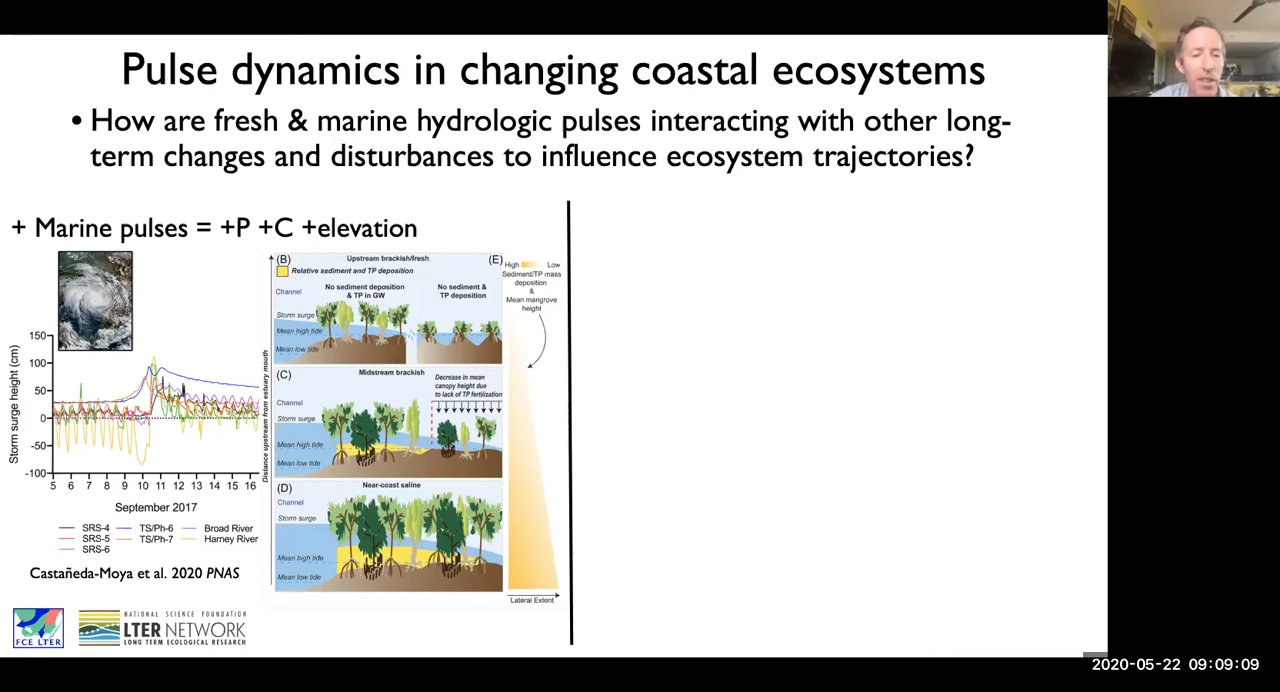 Pulse dynamics in changing coastal ecosystems
• How are fresh & marine hydrologic pulses interacting with other long-
term changes and disturbances to influence ecosystem trajectories?
+ Marine pulses = +P +C +elevation
Storm surge height (cm)
150
100
50
0
-50
-100
5 6 7 8 9 10 11 12 13 14 15 16
September 2017
SRS-4 TS/Ph-6 Broad River
SRS-5 TS/Ph-7 Harney River
SRS-6
Castañeda-Moya et al. 2020 PNAS
Distance upstream from estuary mouth
(B) Upstream brackish/fresh
Relative sediment and TP deposition
Channel
No sediment deposition
& TP in GW
No sediment &
TP deposition
Storm surge
Mean high tide
Mean low tide
(C) Midstream brackish
Channel
Decrease in mean
canopy height due
to lack of TP fertilization
Storm surge
Mean high tide
Mean low tide
(D) Near-coast saline
Channel
Storm surge
Mean high tide
Mean low tide
(E)
High Low
Sediment/TP mass
deposition
&
Mean mangrove
height
Lateral Extent
FCE LTER
NATIONAL SCIENCE FOUNDATION
LTER NETWORK
LONG TERM ECOLOGICAL RESEARCH
2020-05-22 09:09:09